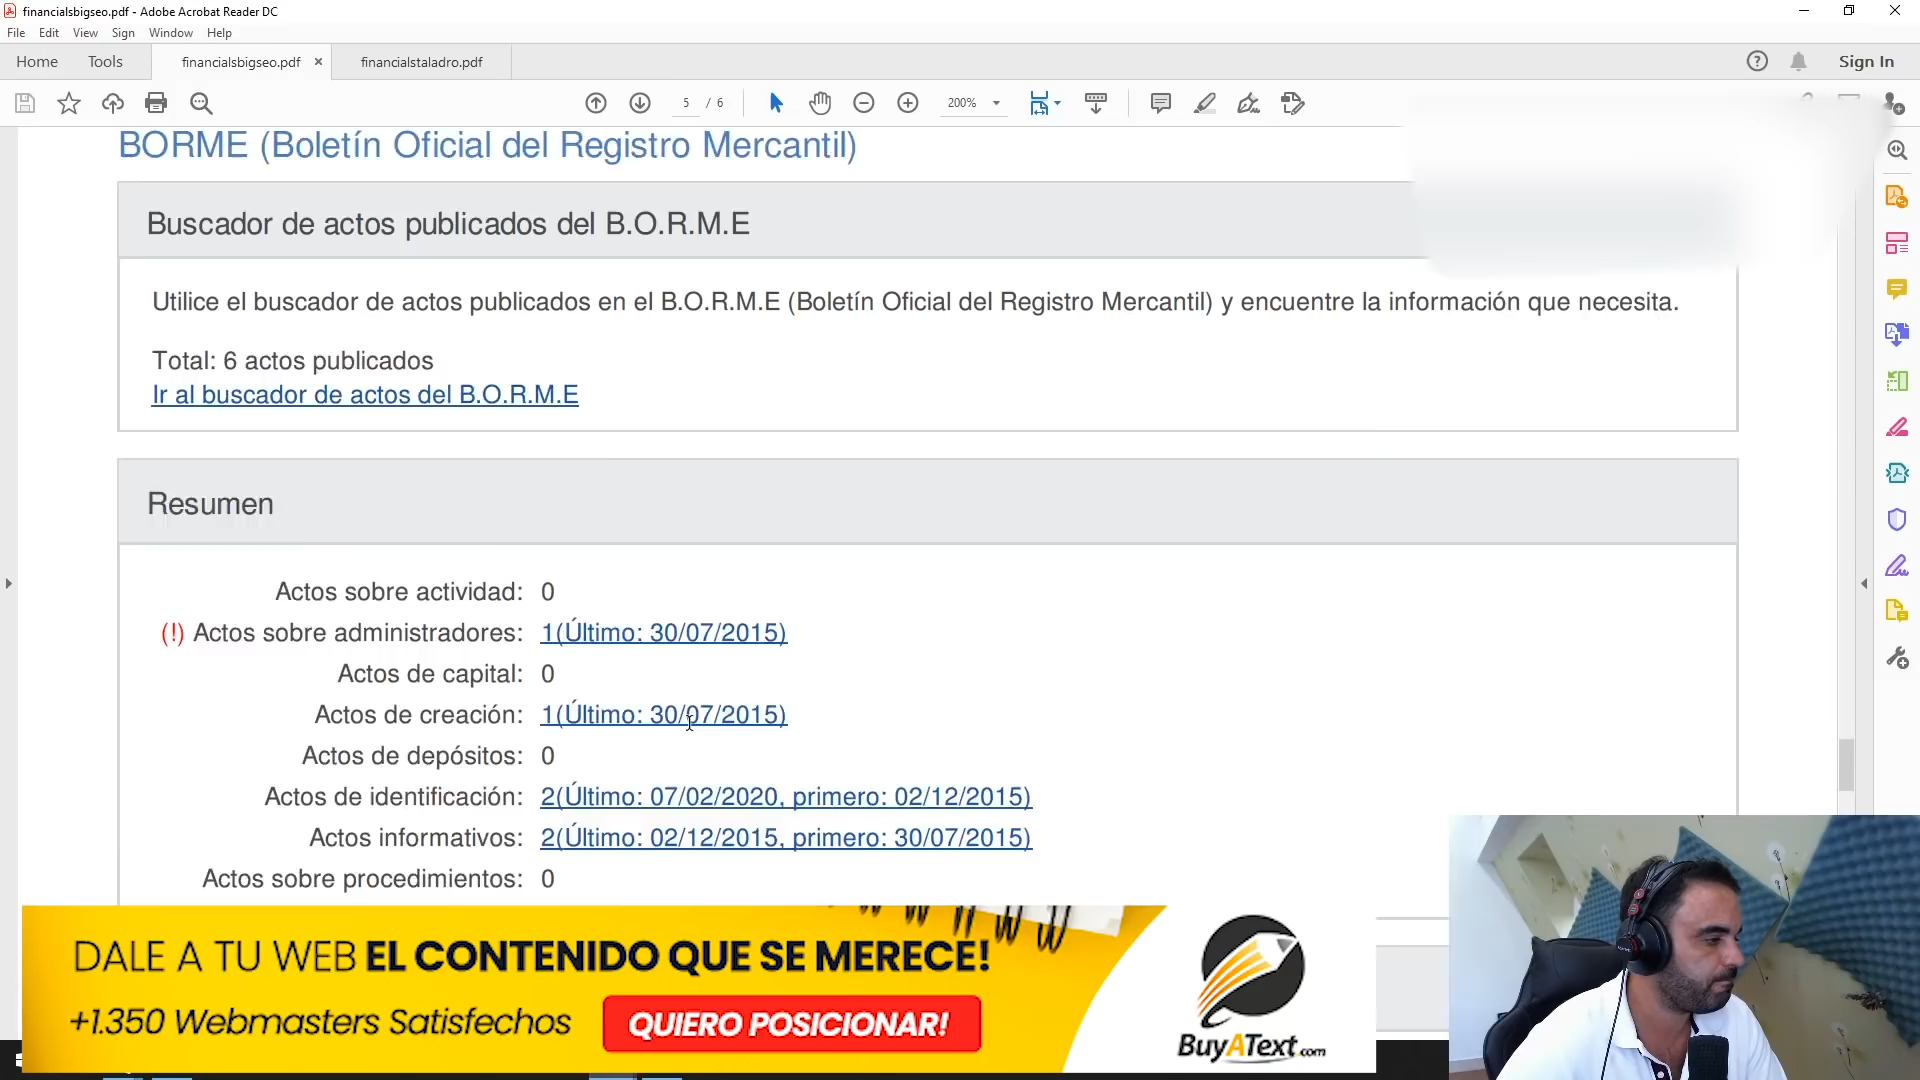 financialsbigseo.pdf - Adobe Acrobat Reader DC
File Edit View Sign Window Help
Home Tools financialsbigseo.pdf × financialstaladro.pdf Sign In
5 / 6 200%
BORME (Boletín Oficial del Registro Mercantil)
Buscador de actos publicados del B.O.R.M.E
Utilice el buscador de actos publicados en el B.O.R.M.E (Boletín Oficial del Registro Mercantil) y encuentre la información que necesita.
Total: 6 actos publicados
Ir al buscador de actos del B.O.R.M.E
Resumen
Actos sobre actividad: 0
(!) Actos sobre administradores: 1(Último: 30/07/2015)
Actos de capital: 0
Actos de creación: 1(Último: 30/07/2015)
Actos de depósitos: 0
Actos de identificación: 2(Último: 07/02/2020, primero: 02/12/2015)
Actos informativos: 2(Último: 02/12/2015, primero: 30/07/2015)
Actos sobre procedimientos: 0
DALE A TU WEB EL CONTENIDO QUE SE MERECE!
+1.350 Webmasters Satisfechos QUIERO POSICIONAR!
BuyAText.com